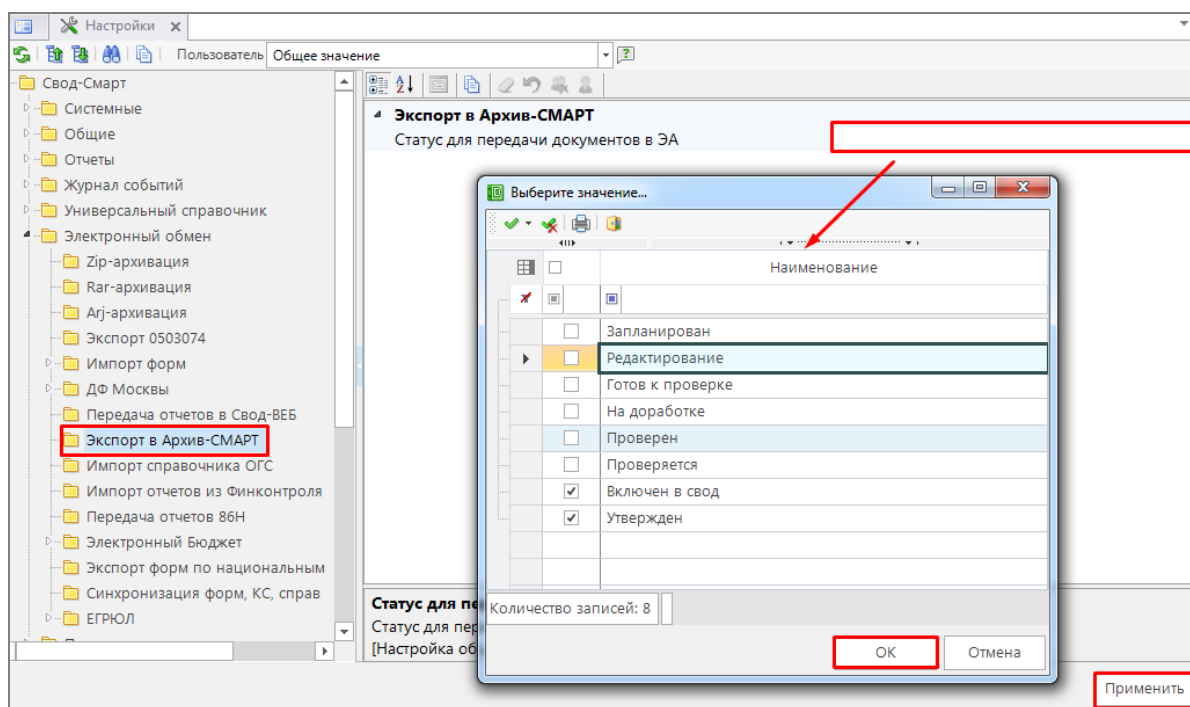 Настройки
Пользователь Общее значение
Свод-Смарт
Системные
Общие
Отчеты
Журнал событий
Универсальный справочник
Электронный обмен
Zip-архивация
Rar-архивация
Arj-архивация
Экспорт 0503074
Импорт форм
ДФ Москвы
Передача отчетов в Свод-ВЕБ
Экспорт в Архив-СМАРТ
Импорт справочника ОГС
Импорт отчетов из Финконтроля
Передача отчетов 86Н
Электронный Бюджет
Экспорт форм по национальным
Синхронизация форм, КС, справ
ЕГРЮЛ
Экспорт в Архив-СМАРТ
Статус для передачи документов в ЭА
Выберите значение...
Наименование
Запланирован
Редактирование
Готов к проверке
На доработке
Проверен
Проверяется
Включен в свод
Утвержден
Количество записей: 8
ОК
Отмена
Статус для пе
Статус для пер
[Настройка об
Применить